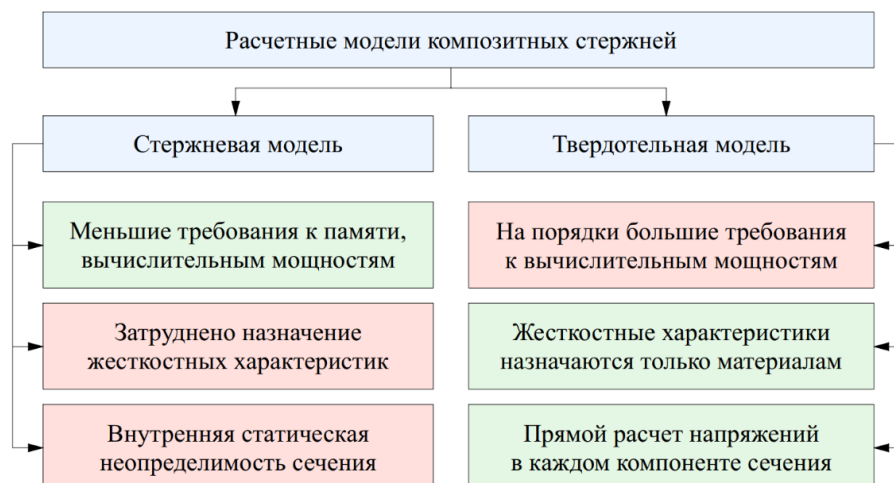 Расчетные модели композитных стержней
Стержневая модель
Твердотельная модель
Меньшие требования к памяти,
вычислительным мощностям
На порядки большие требования
к вычислительным мощностям
Затруднено назначение
жесткостных характеристик
Жесткостные характеристики
назначаются только материалам
Внутренняя статическая
неопределимость сечения
Прямой расчет напряжений
в каждом компоненте сечения